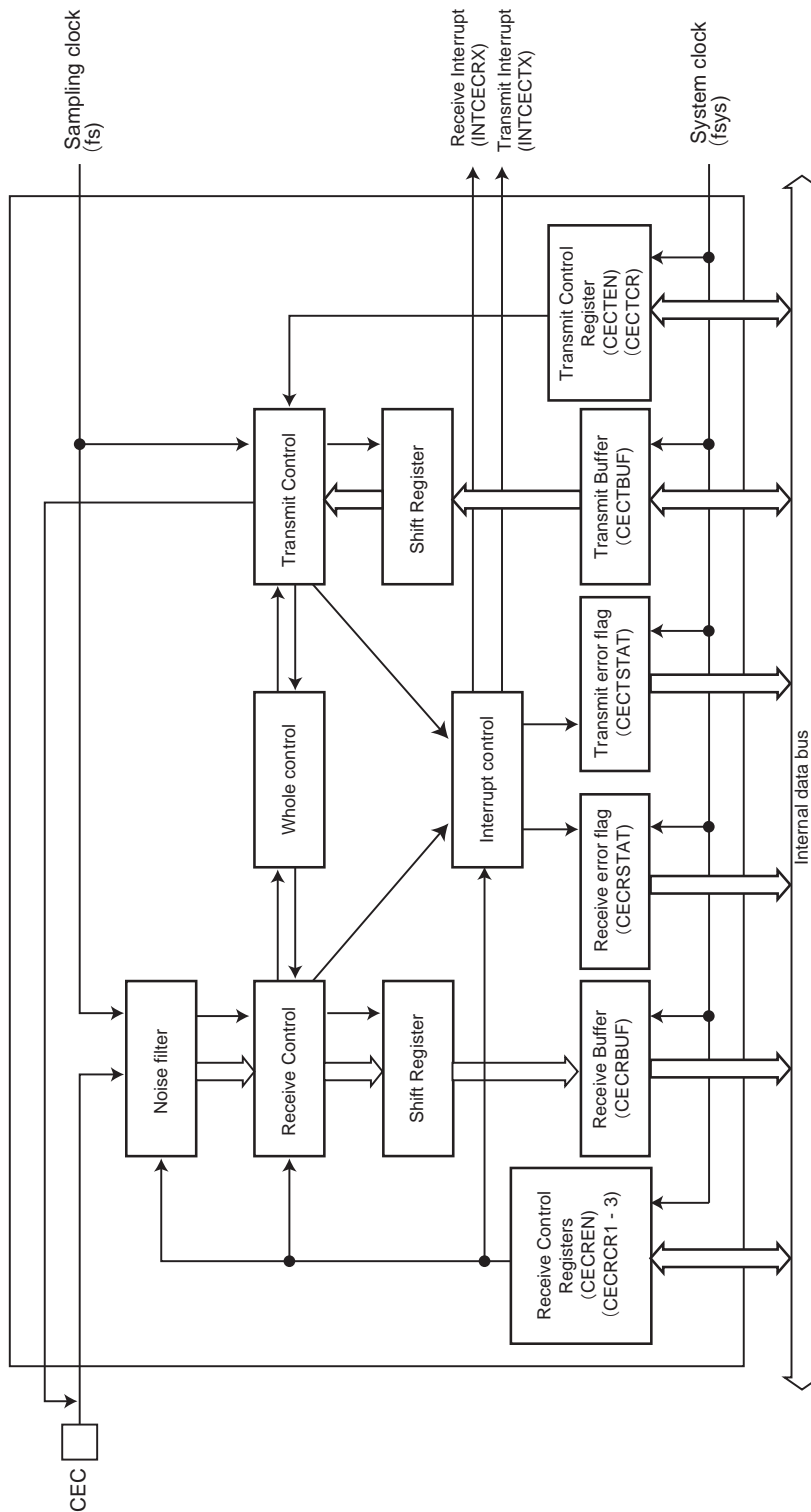 Sampling clock
(fs)
CEC
Noise filter
Receive Control
Whole control
Transmit Control
Shift Register
Shift Register
Interrupt control
Receive Interrupt
(INTCECRX)
Transmit Interrupt
(INTCECTX)
Receive Control
Registers
(CECREN)
(CECRCR1 - 3)
Receive Buffer
(CECRBUF)
Receive error flag
(CECRSTAT)
Transmit error flag
(CECTSTAT)
Transmit Buffer
(CECTBUF)
Transmit Control
Register
(CECTEN)
(CECTCR)
System clock
(fsys)
Internal data bus